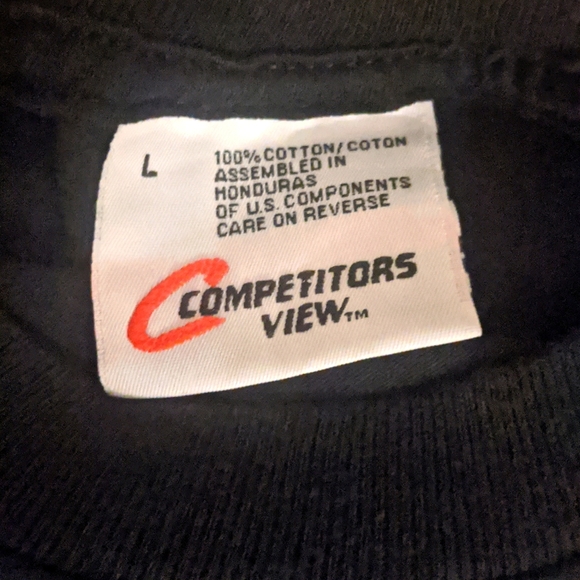 L
100% COTTON/COTON
ASSEMBLED IN
HONDURAS
OF U.S. COMPONENTS
CARE ON REVERSE
COMPETITORS
VIEW™